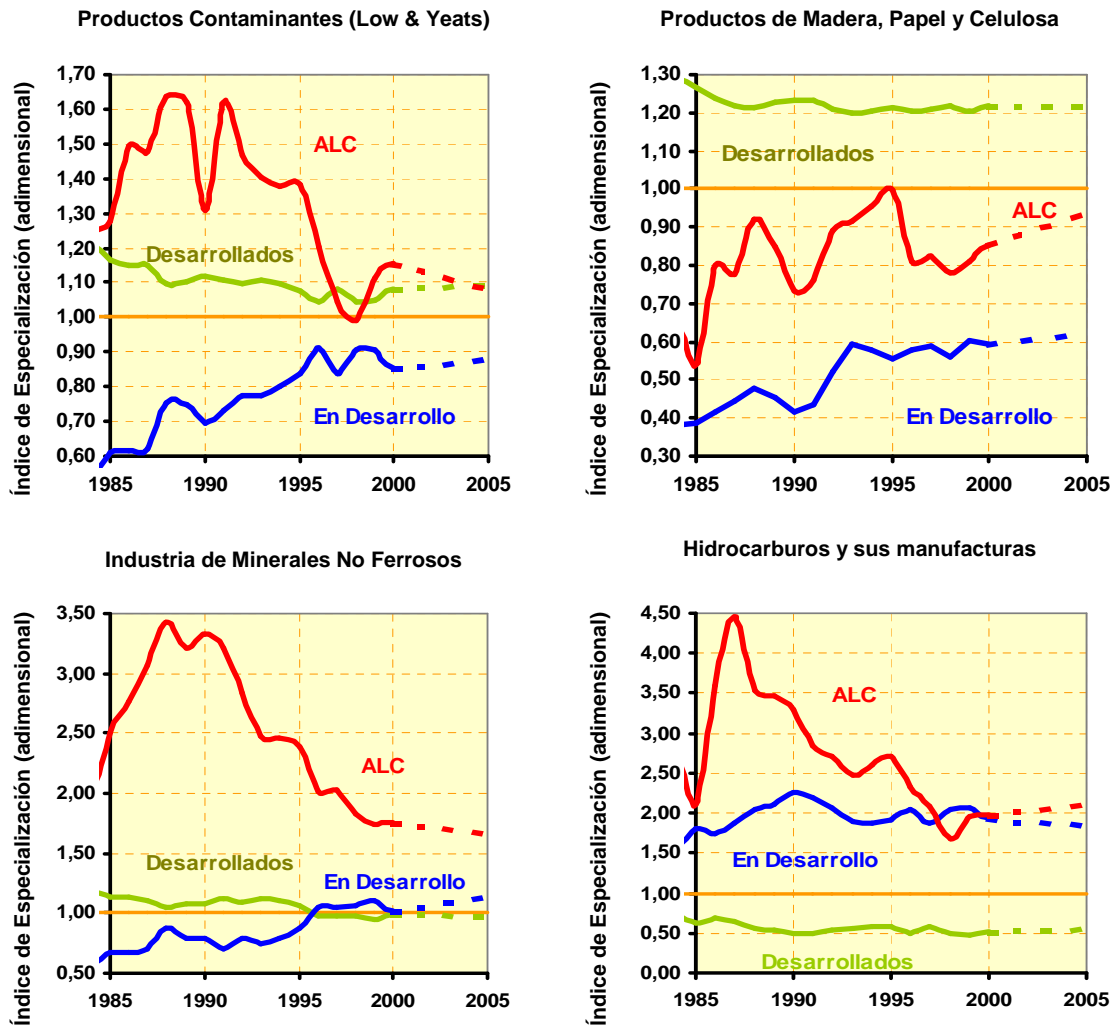 Productos Contaminantes (Low & Yeats)
Índice de Especialización (adimensional)
1,70
1,60
1,50
1,40
1,30
1,20
1,10
1,00
0,90
0,80
0,70
0,60
ALC
Desarrollados
En Desarrollo
1985 1990 1995 2000 2005
Productos de Madera, Papel y Celulosa
Índice de Especialización (adimensional)
1,30
1,20
1,10
1,00
0,90
0,80
0,70
0,60
0,50
0,40
0,30
Desarrollados
ALC
En Desarrollo
1985 1990 1995 2000 2005
Industria de Minerales No Ferrosos
Índice de Especialización (adimensional)
3,50
3,00
2,50
2,00
1,50
1,00
0,50
ALC
Desarrollados
En Desarrollo
1985 1990 1995 2000 2005
Hidrocarburos y sus manufacturas
Índice de Especialización (adimensional)
4,50
4,00
3,50
3,00
2,50
2,00
1,50
1,00
0,50
0,00
ALC
En Desarrollo
Desarrollados
1985 1990 1995 2000 2005